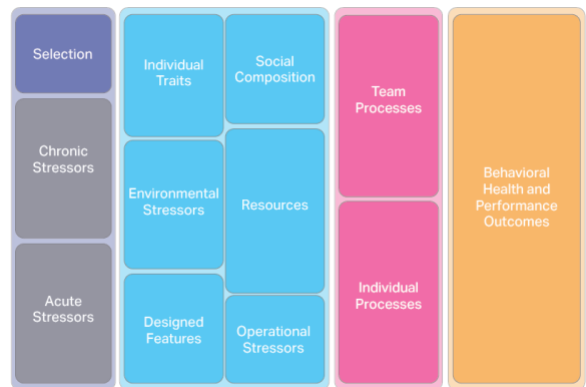 Selection
Chronic
Stressors
Acute
Stressors
Individual
Traits
Environmental
Stressors
Designed
Features
Social
Composition
Resources
Operational
Stressors
Team
Processes
Individual
Processes
Behavioral
Health and
Performance
Outcomes